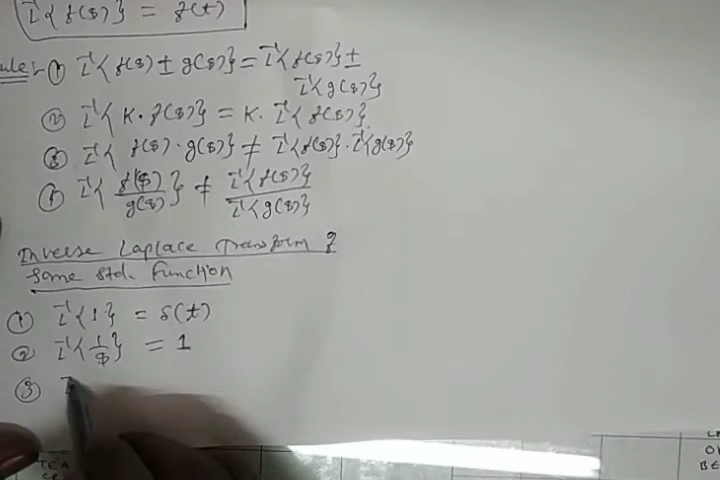 L⁻¹{f(s)} = f(t)
Rules:- ① L⁻¹{f(s) ± g(s)} = L⁻¹{f(s)} ±
L⁻¹{g(s)}
② L⁻¹{K·f(s)} = K· L⁻¹{f(s)}
③ L⁻¹{f(s)·g(s)} ≠ L⁻¹{f(s)}·L⁻¹{g(s)}
④ L⁻¹{f(s)/g(s)} ≠ L⁻¹{f(s)}/L⁻¹{g(s)}
Inverse Laplace Transform of
Some Std. Function
① L⁻¹{1} = δ(t)
② L⁻¹{1/s} = 1
③